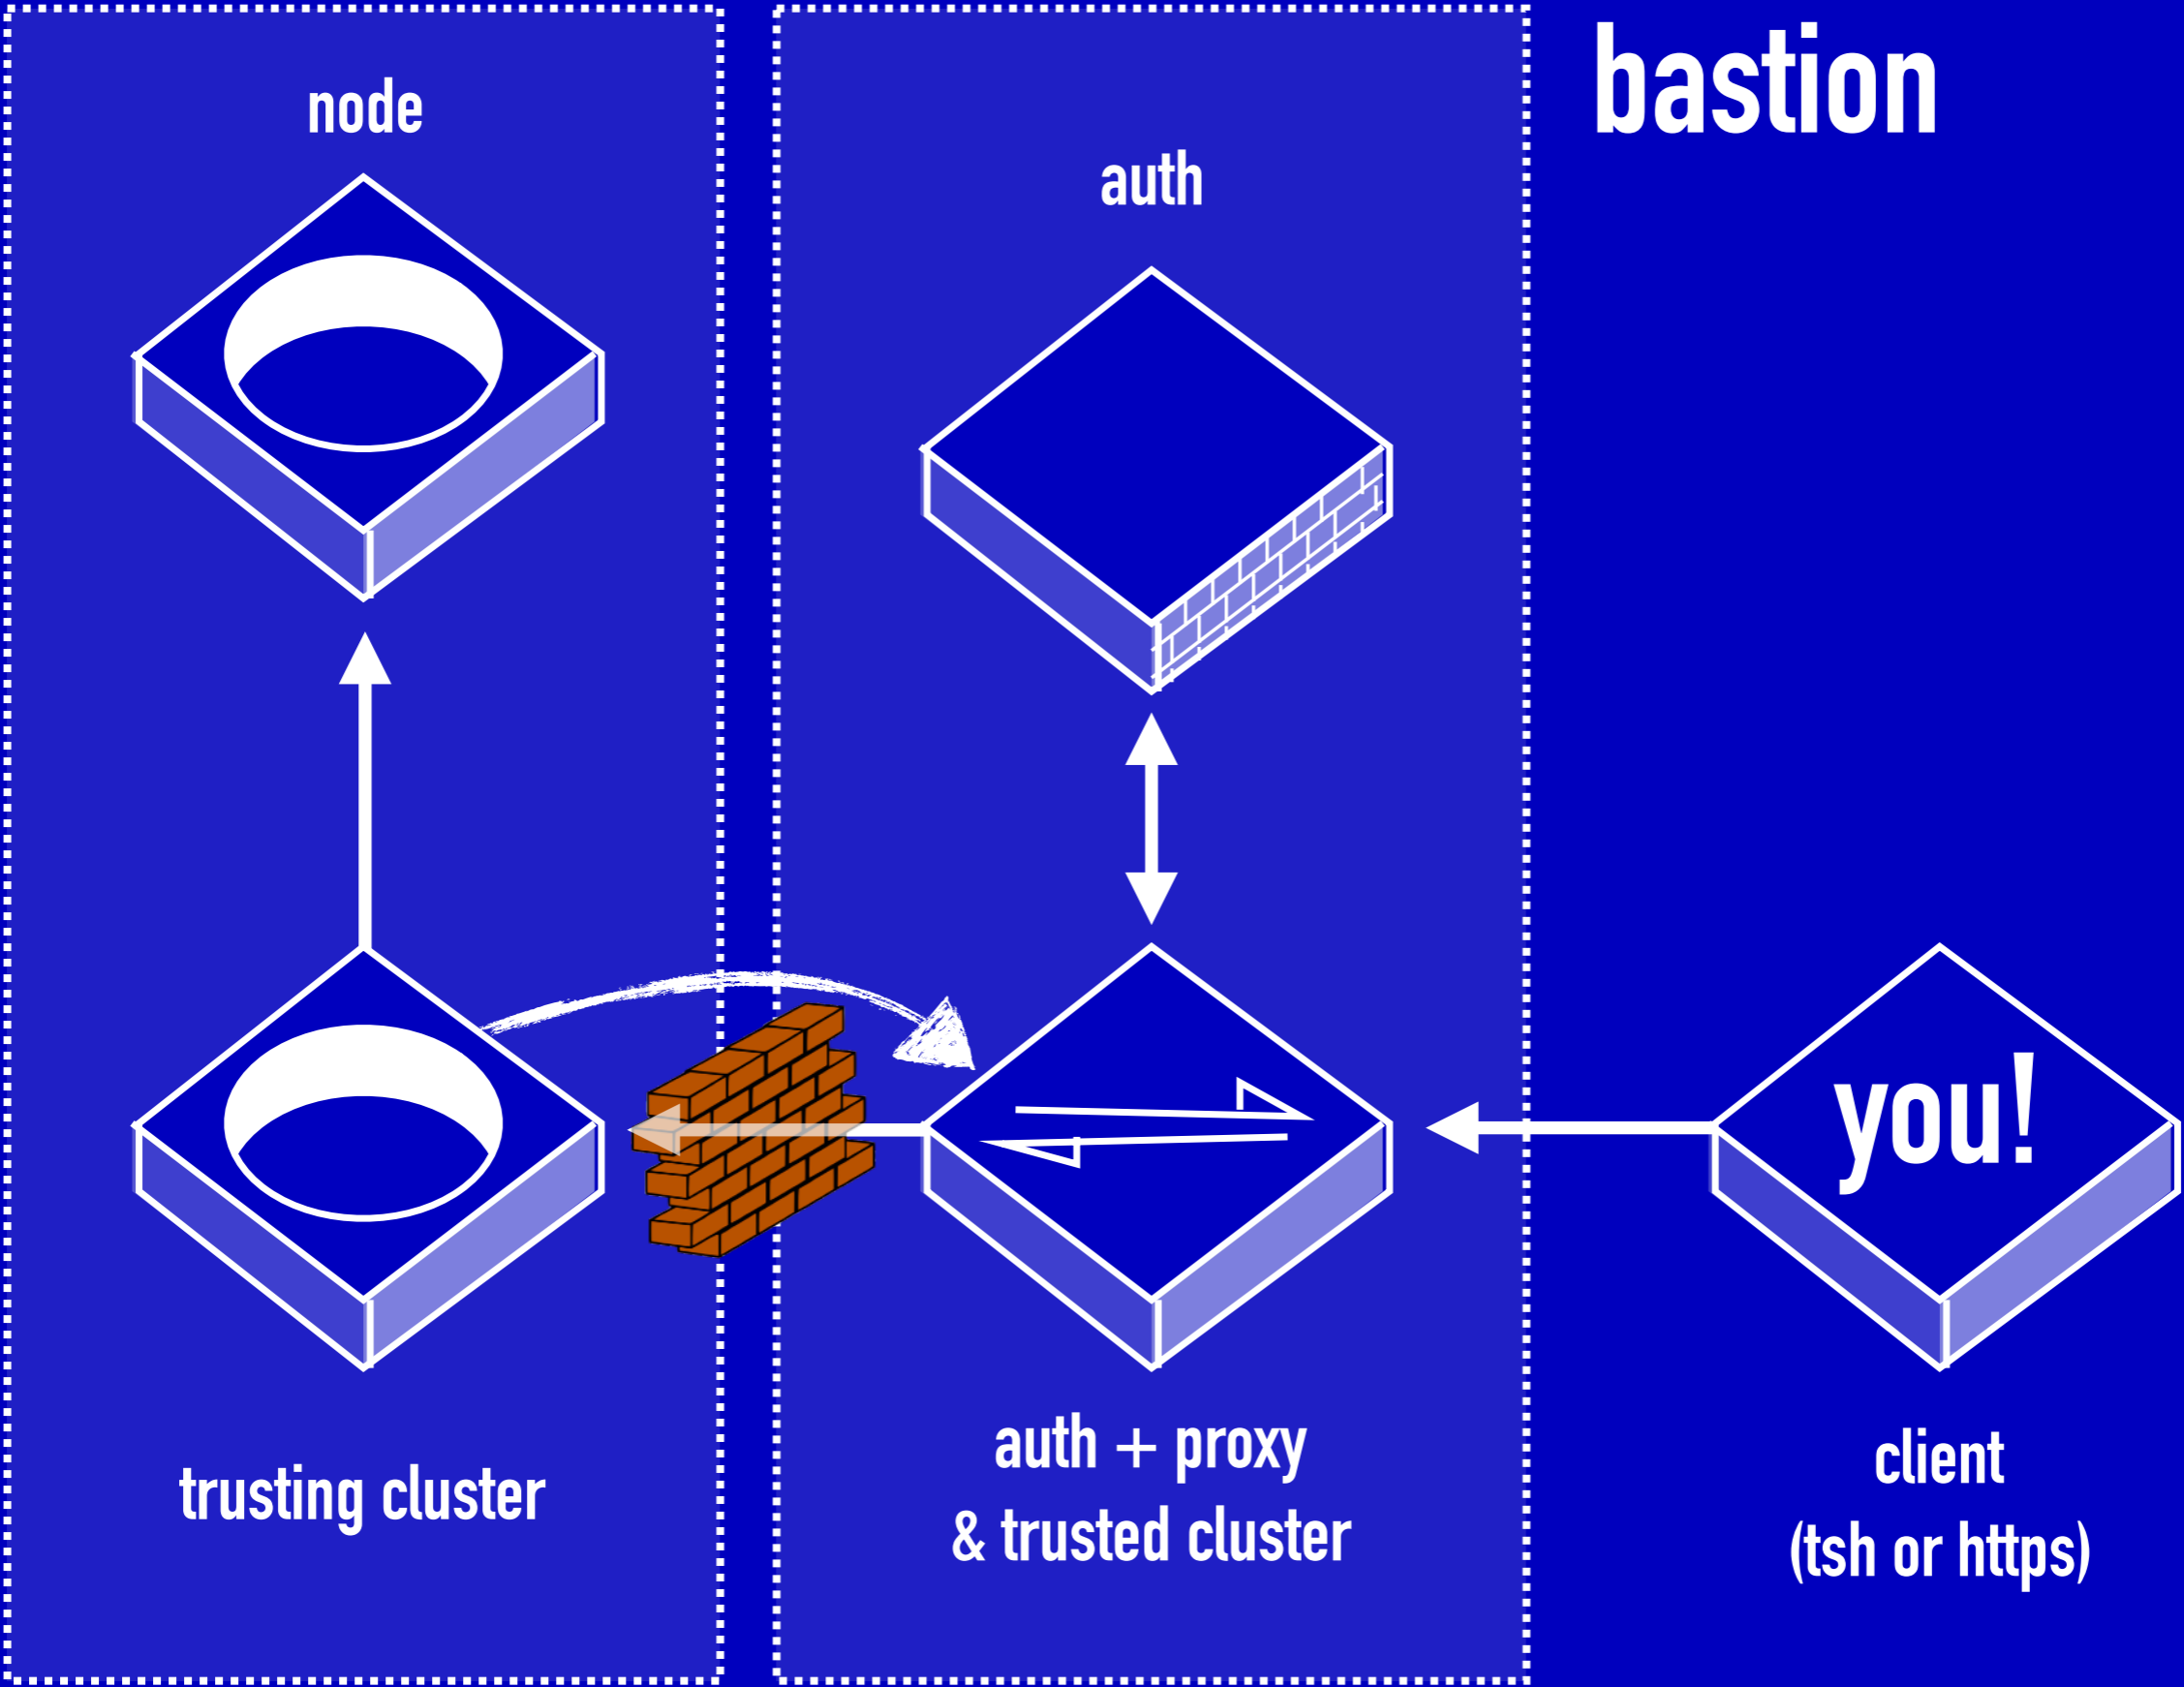 bastion
node
auth
you!
trusting cluster
auth + proxy
& trusted cluster
client
(tsh or https)